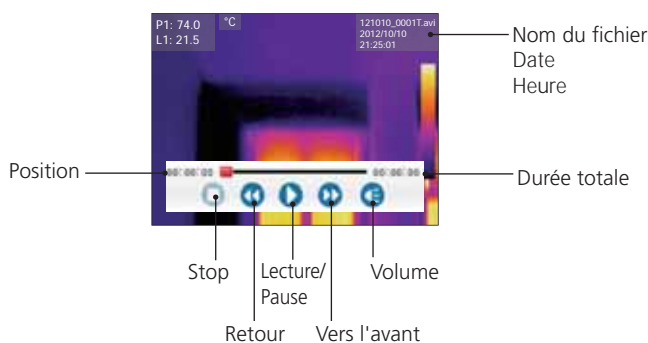 P1: 74.0
L1: 21.5
°C
121010_0001T.avi
2012/10/10
21:25:01
Nom du fichier
Date
Heure
Position
Durée totale
Stop
Lecture/
Pause
Volume
Retour
Vers l'avant